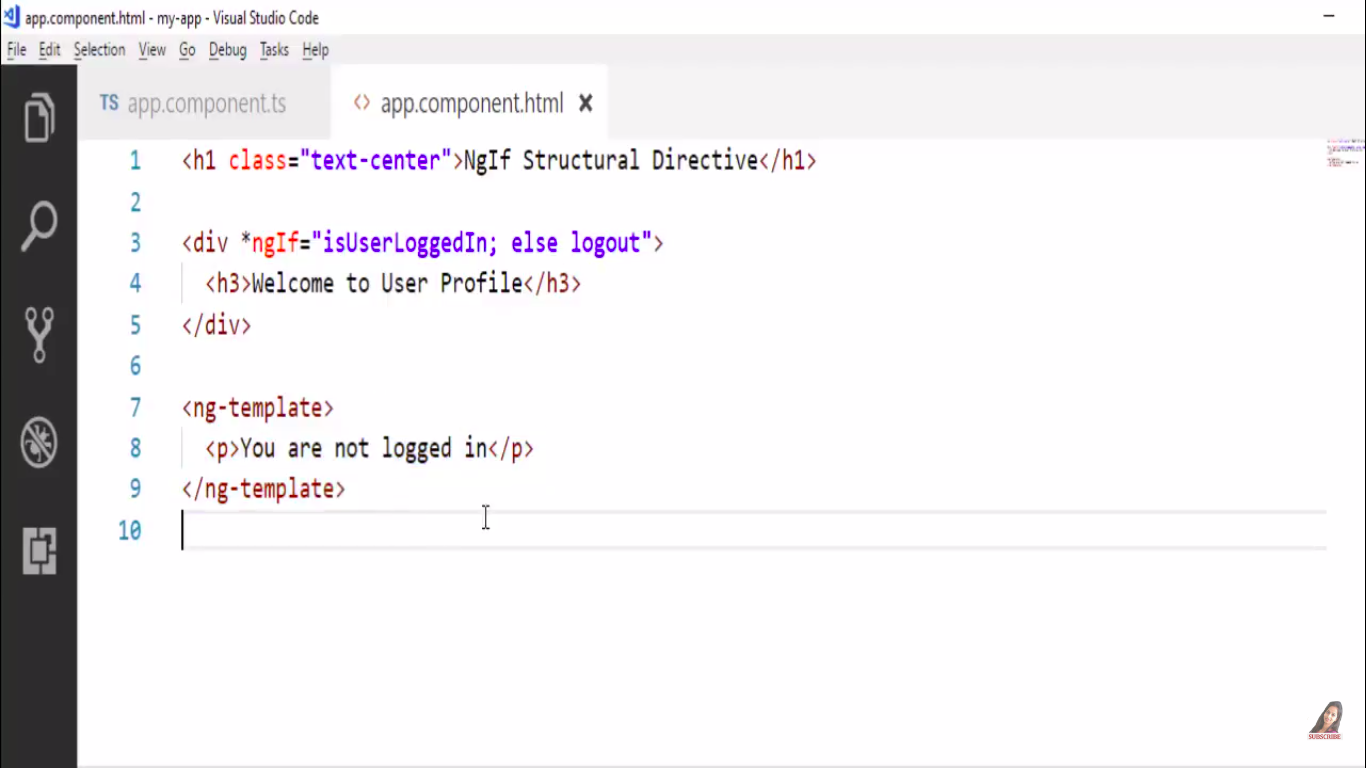 app.component.html - my-app - Visual Studio Code
File Edit Selection View Go Debug Tasks Help
TS app.component.ts <> app.component.html ×
1 <h1 class="text-center">NgIf Structural Directive</h1>
2
3 <div *ngIf="isUserLoggedIn; else logout">
4 <h3>Welcome to User Profile</h3>
5 </div>
6
7 <ng-template>
8 <p>You are not logged in</p>
9 </ng-template>
10
SUBSCRIBE